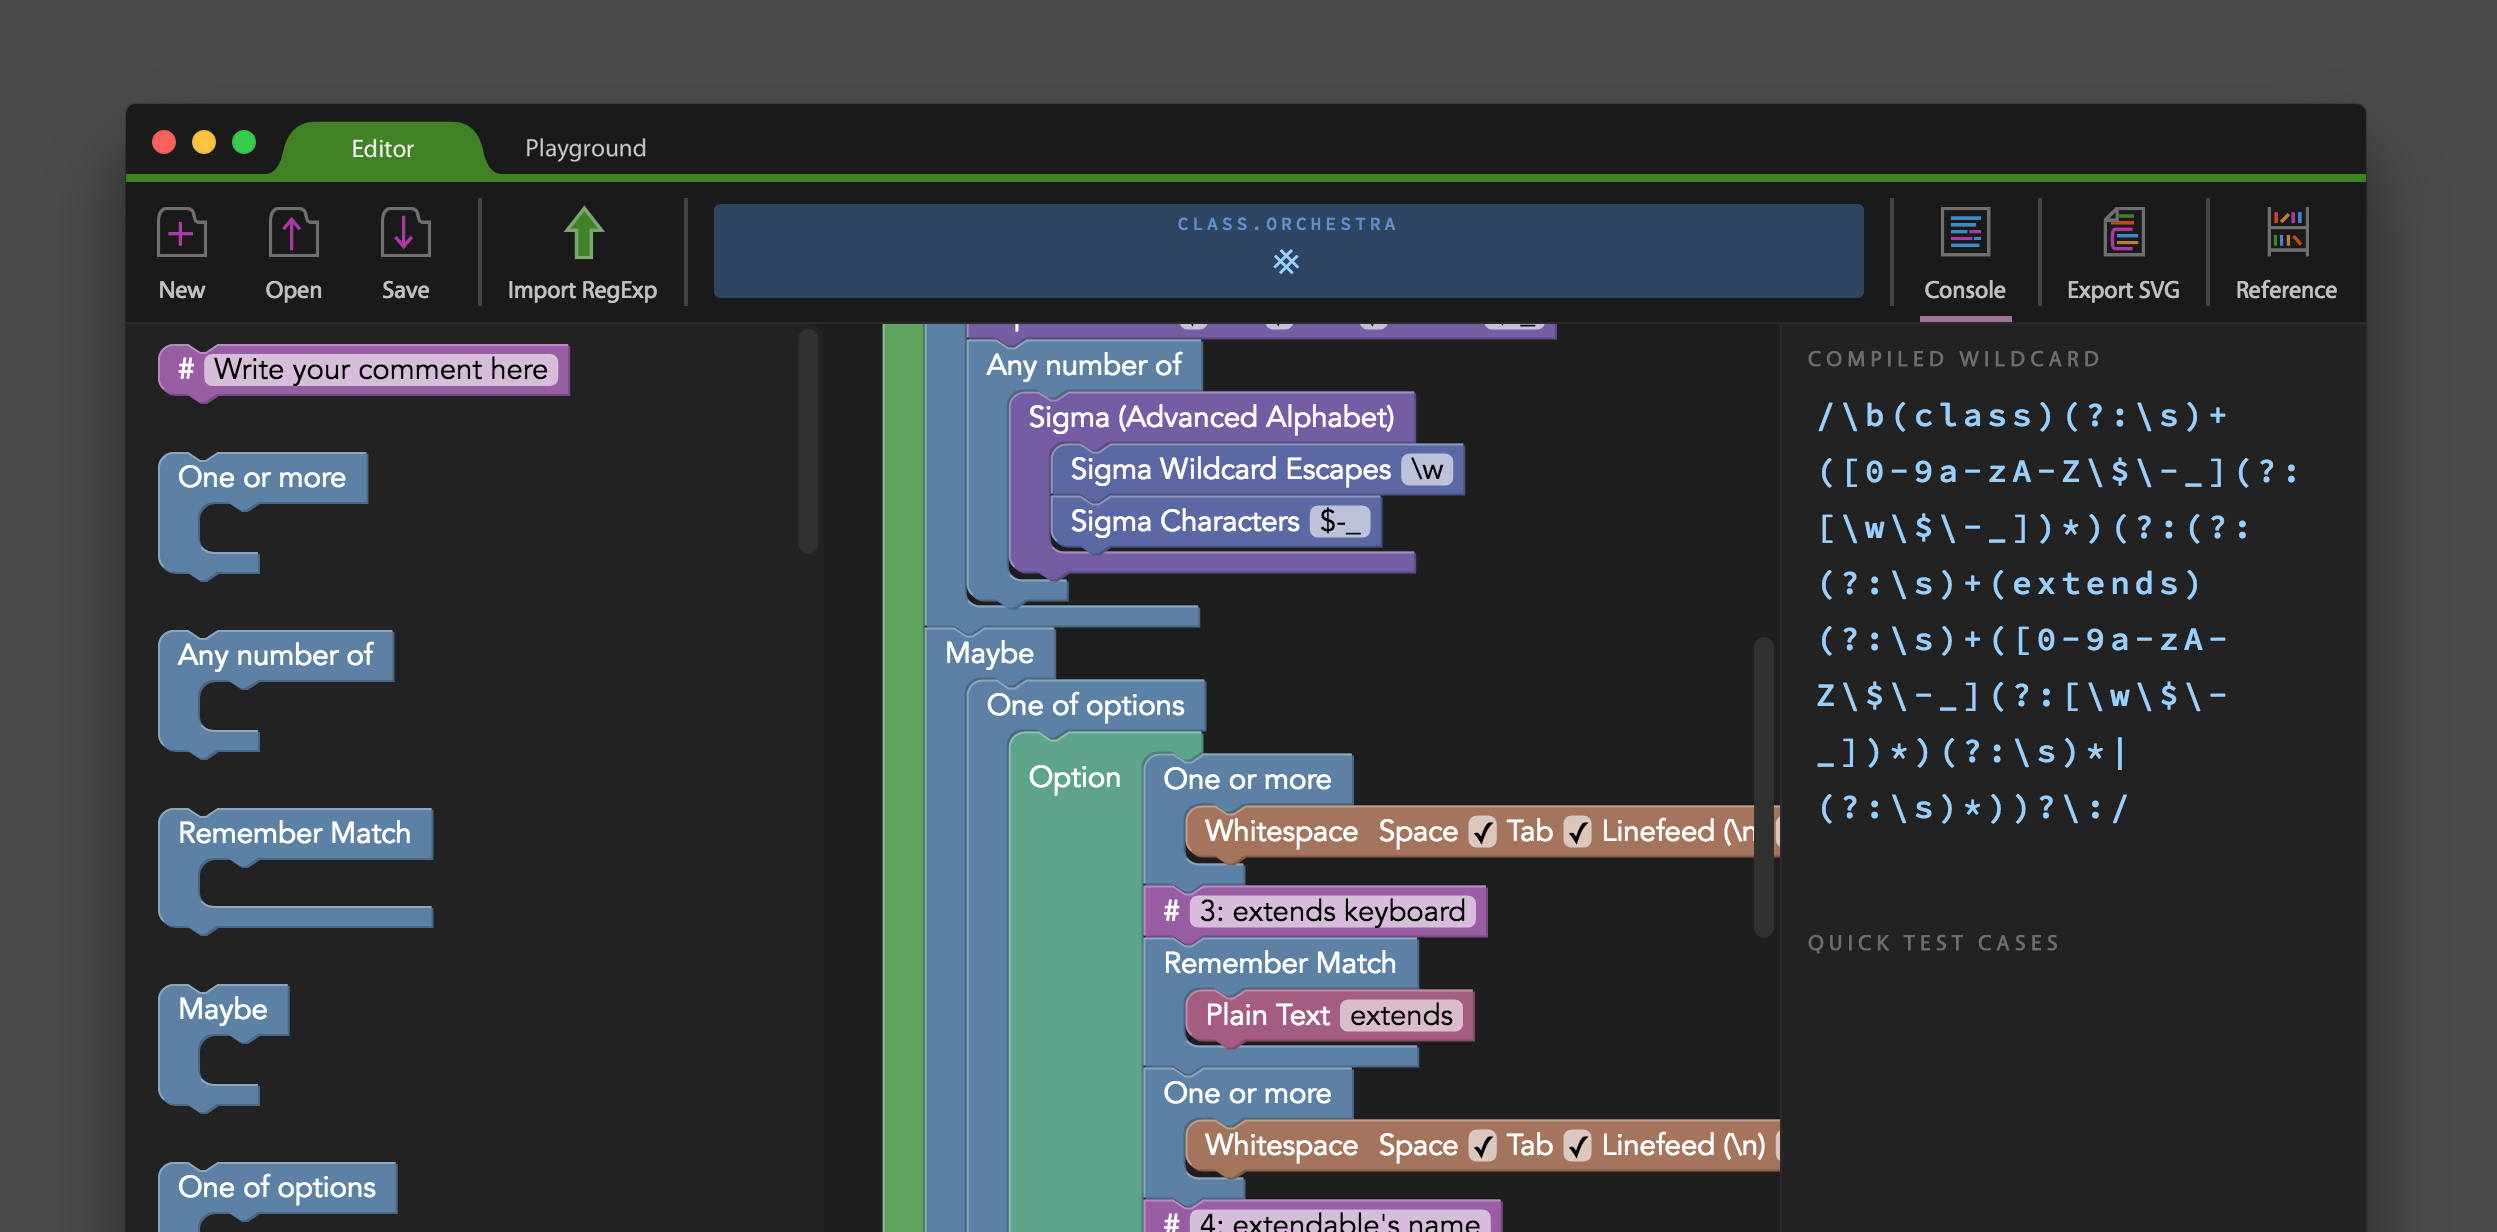 Editor
Playground
New
Open
Save
Import RegExp
CLASS.ORCHESTRA
Console
Export SVG
Reference
# Write your comment here
One or more
Any number of
Remember Match
Maybe
One of options
Any number of
Sigma (Advanced Alphabet)
Sigma Wildcard Escapes \w
Sigma Characters $-_
Maybe
One of options
Option
One or more
Whitespace Space ✓ Tab ✓ Linefeed (\n
# 3: extends keyboard
Remember Match
Plain Text extends
One or more
Whitespace Space ✓ Tab ✓ Linefeed (\n)
# 4: extendable's name
COMPILED WILDCARD
/\b(class)(?:\s)+
([0-9a-zA-Z\$\-_](?:
[\w\$\-_])*)(?:(?:
(?:\s)+(extends)
(?:\s)+([0-9a-zA-
Z\$\-_](?:[\w\$\-
_])*)(?:\s)*|
(?:\s)*))?\:/
QUICK TEST CASES